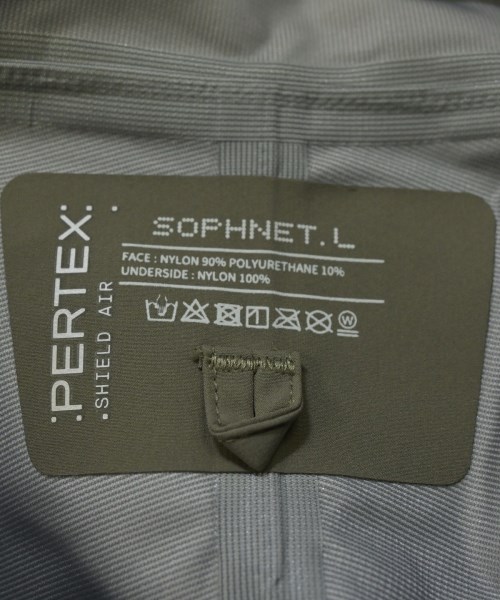 SOPHNET. L
FACE : NYLON 90% POLYURETHANE 10%
UNDERSIDE : NYLON 100%
W
PERTEX
SHIELD AIR